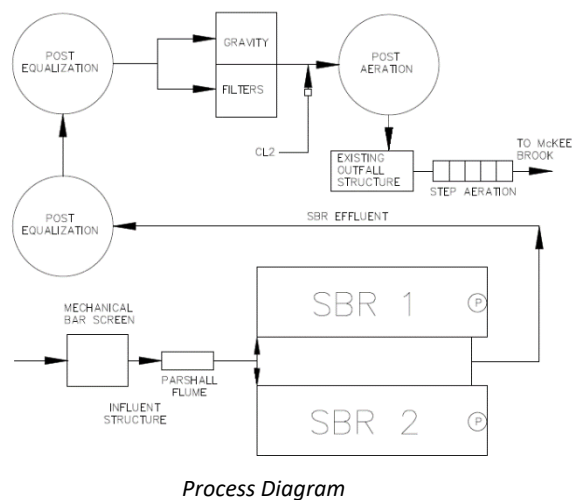 POST
EQUALIZATION
GRAVITY
FILTERS
POST
AERATION
CL2
EXISTING
OUTFALL
STRUCTURE
TO McKEE
BROOK
STEP AERATION
POST
EQUALIZATION
SBR EFFLUENT
MECHANICAL
BAR SCREEN
PARSHALL
FLUME
INFLUENT
STRUCTURE
SBR 1
P
SBR 2
P
Process Diagram